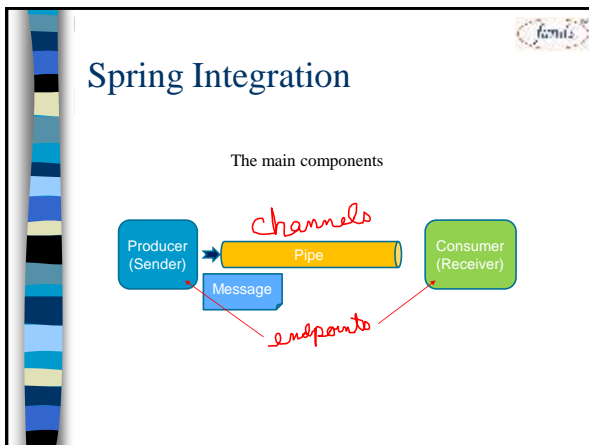 Spring Integration
The main components
channels
Producer
(Sender)
Pipe
Consumer
(Receiver)
Message
endpoints